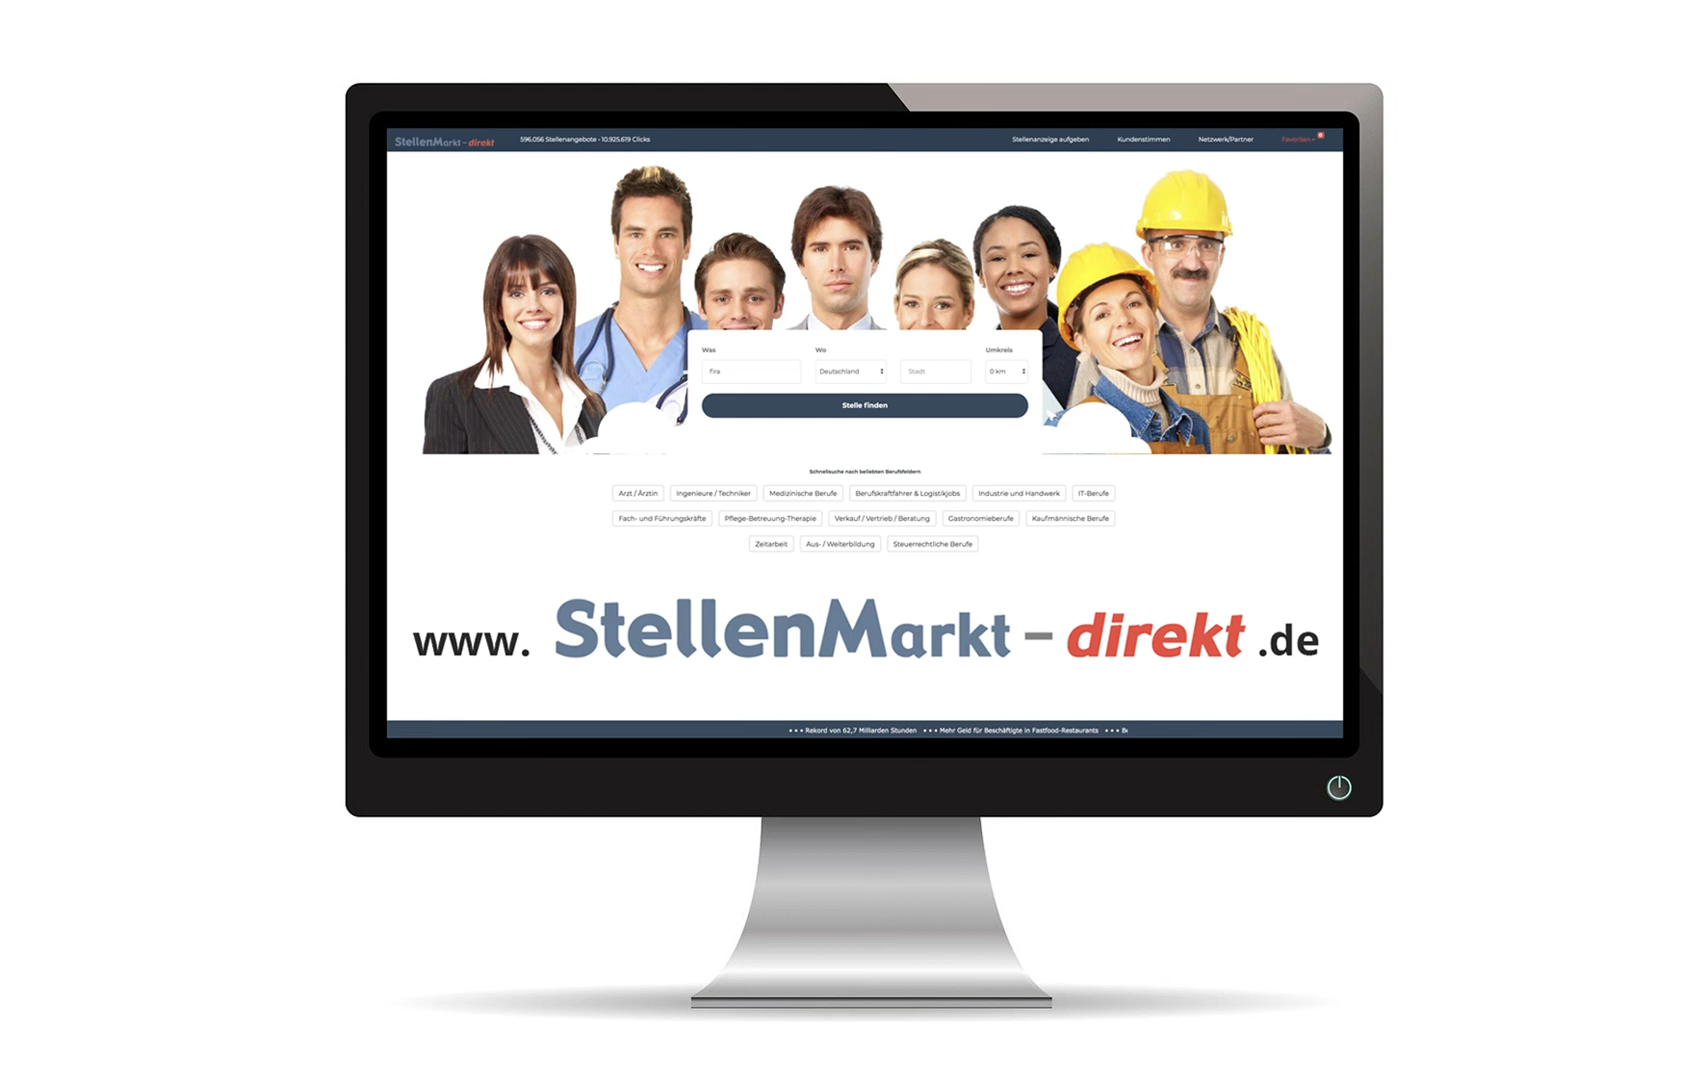 StellenMarkt - direkt 596.056 Stellenangebote • 10.925.619 Clicks Stellenanzeige aufgeben Kundenstimmen Netzwerk/Partner Favoriten
Was Wo Umkreis
fira Deutschland Stadt 0 km
Stelle finden
Schnellsuche nach beliebten Berufsfeldern
Arzt / Ärztin Ingenieure / Techniker Medizinische Berufe Berufskraftfahrer & Logistikjobs Industrie und Handwerk IT-Berufe
Fach- und Führungskräfte Pflege-Betreuung-Therapie Verkauf / Vertrieb / Beratung Gastronomieberufe Kaufmännische Berufe
Zeitarbeit Aus- / Weiterbildung Steuerrechtliche Berufe
www. StellenMarkt - direkt .de
• • • Rekord von 62,7 Milliarden Stunden • • • Mehr Geld für Beschäftigte in Fastfood-Restaurants • • •